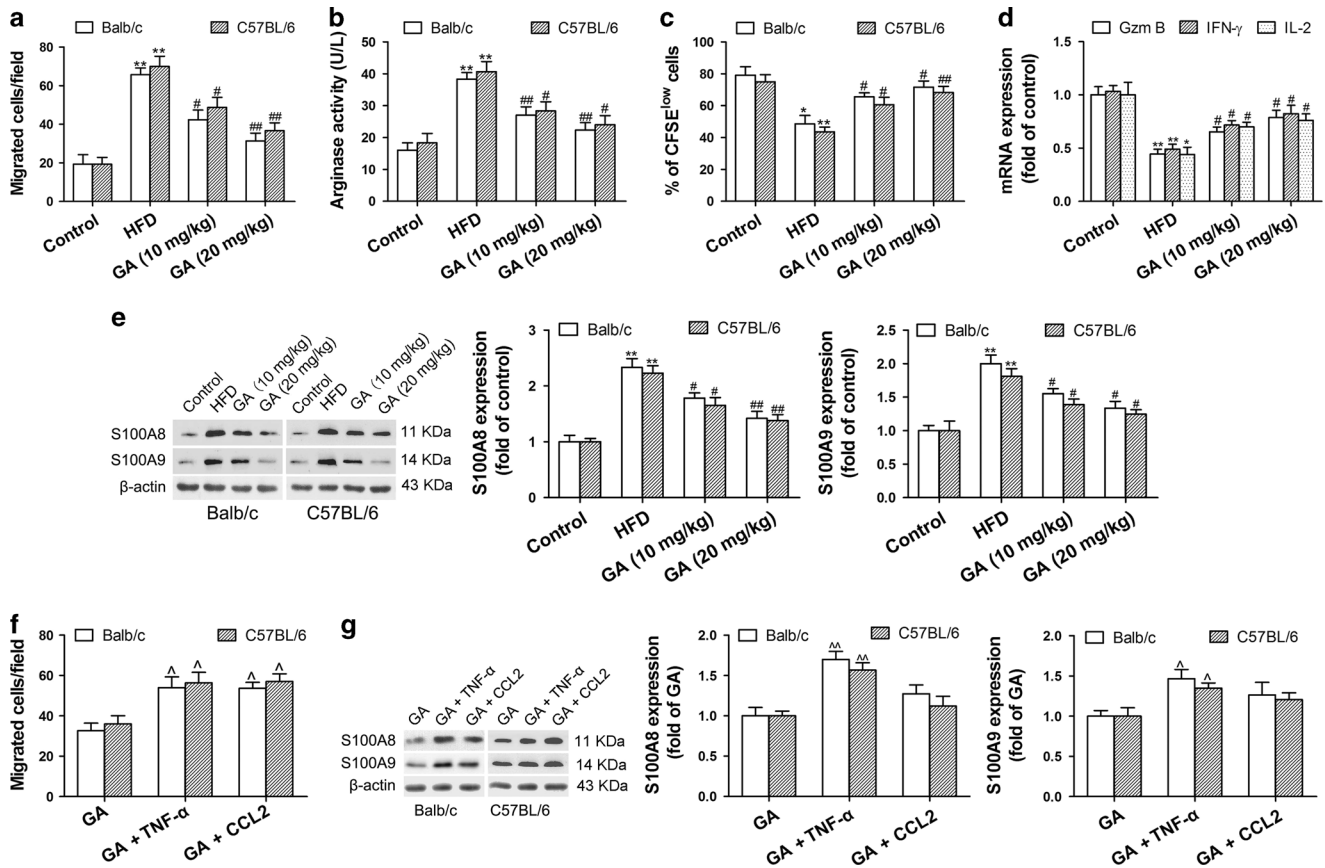 a
Balb/c
C57BL/6
Migrated cells/field
80
60
40
20
0
**
**
#
#
##
##
Control
HFD
GA (10 mg/kg)
GA (20 mg/kg)
b
Balb/c
C57BL/6
Arginase activity (U/L)
50
40
30
20
10
0
**
**
##
#
##
#
Control
HFD
GA (10 mg/kg)
GA (20 mg/kg)
c
Balb/c
C57BL/6
% of CFSElow cells
100
80
60
40
20
0
*
**
#
#
#
##
Control
HFD
GA (10 mg/kg)
GA (20 mg/kg)
d
Gzm B
IFN-γ
IL-2
mRNA expression
(fold of control)
1.5
1.0
0.5
0.0
**
**
*
#
#
#
#
#
#
Control
HFD
GA (10 mg/kg)
GA (20 mg/kg)
e
Control
HFD
GA (10 mg/kg)
GA (20 mg/kg)
Control
HFD
GA (10 mg/kg)
GA (20 mg/kg)
S100A8
11 KDa
S100A9
14 KDa
β-actin
43 KDa
Balb/c
C57BL/6
Balb/c
C57BL/6
S100A8 expression
(fold of control)
3
2
1
0
**
**
#
#
##
##
Control
HFD
GA (10 mg/kg)
GA (20 mg/kg)
Balb/c
C57BL/6
S100A9 expression
(fold of control)
2.5
2.0
1.5
1.0
0.5
0.0
**
**
#
#
#
#
Control
HFD
GA (10 mg/kg)
GA (20 mg/kg)
f
Balb/c
C57BL/6
Migrated cells/field
80
60
40
20
0
^
^
^
^
GA
GA + TNF-α
GA + CCL2
g
GA
GA + TNF-α
GA + CCL2
GA
GA + TNF-α
GA + CCL2
S100A8
11 KDa
S100A9
14 KDa
β-actin
43 KDa
Balb/c
C57BL/6
Balb/c
C57BL/6
S100A8 expression
(fold of GA)
2.0
1.5
1.0
0.5
0.0
^^
^^
GA
GA + TNF-α
GA + CCL2
Balb/c
C57BL/6
S100A9 expression
(fold of GA)
2.0
1.5
1.0
0.5
0.0
^
^
GA
GA + TNF-α
GA + CCL2